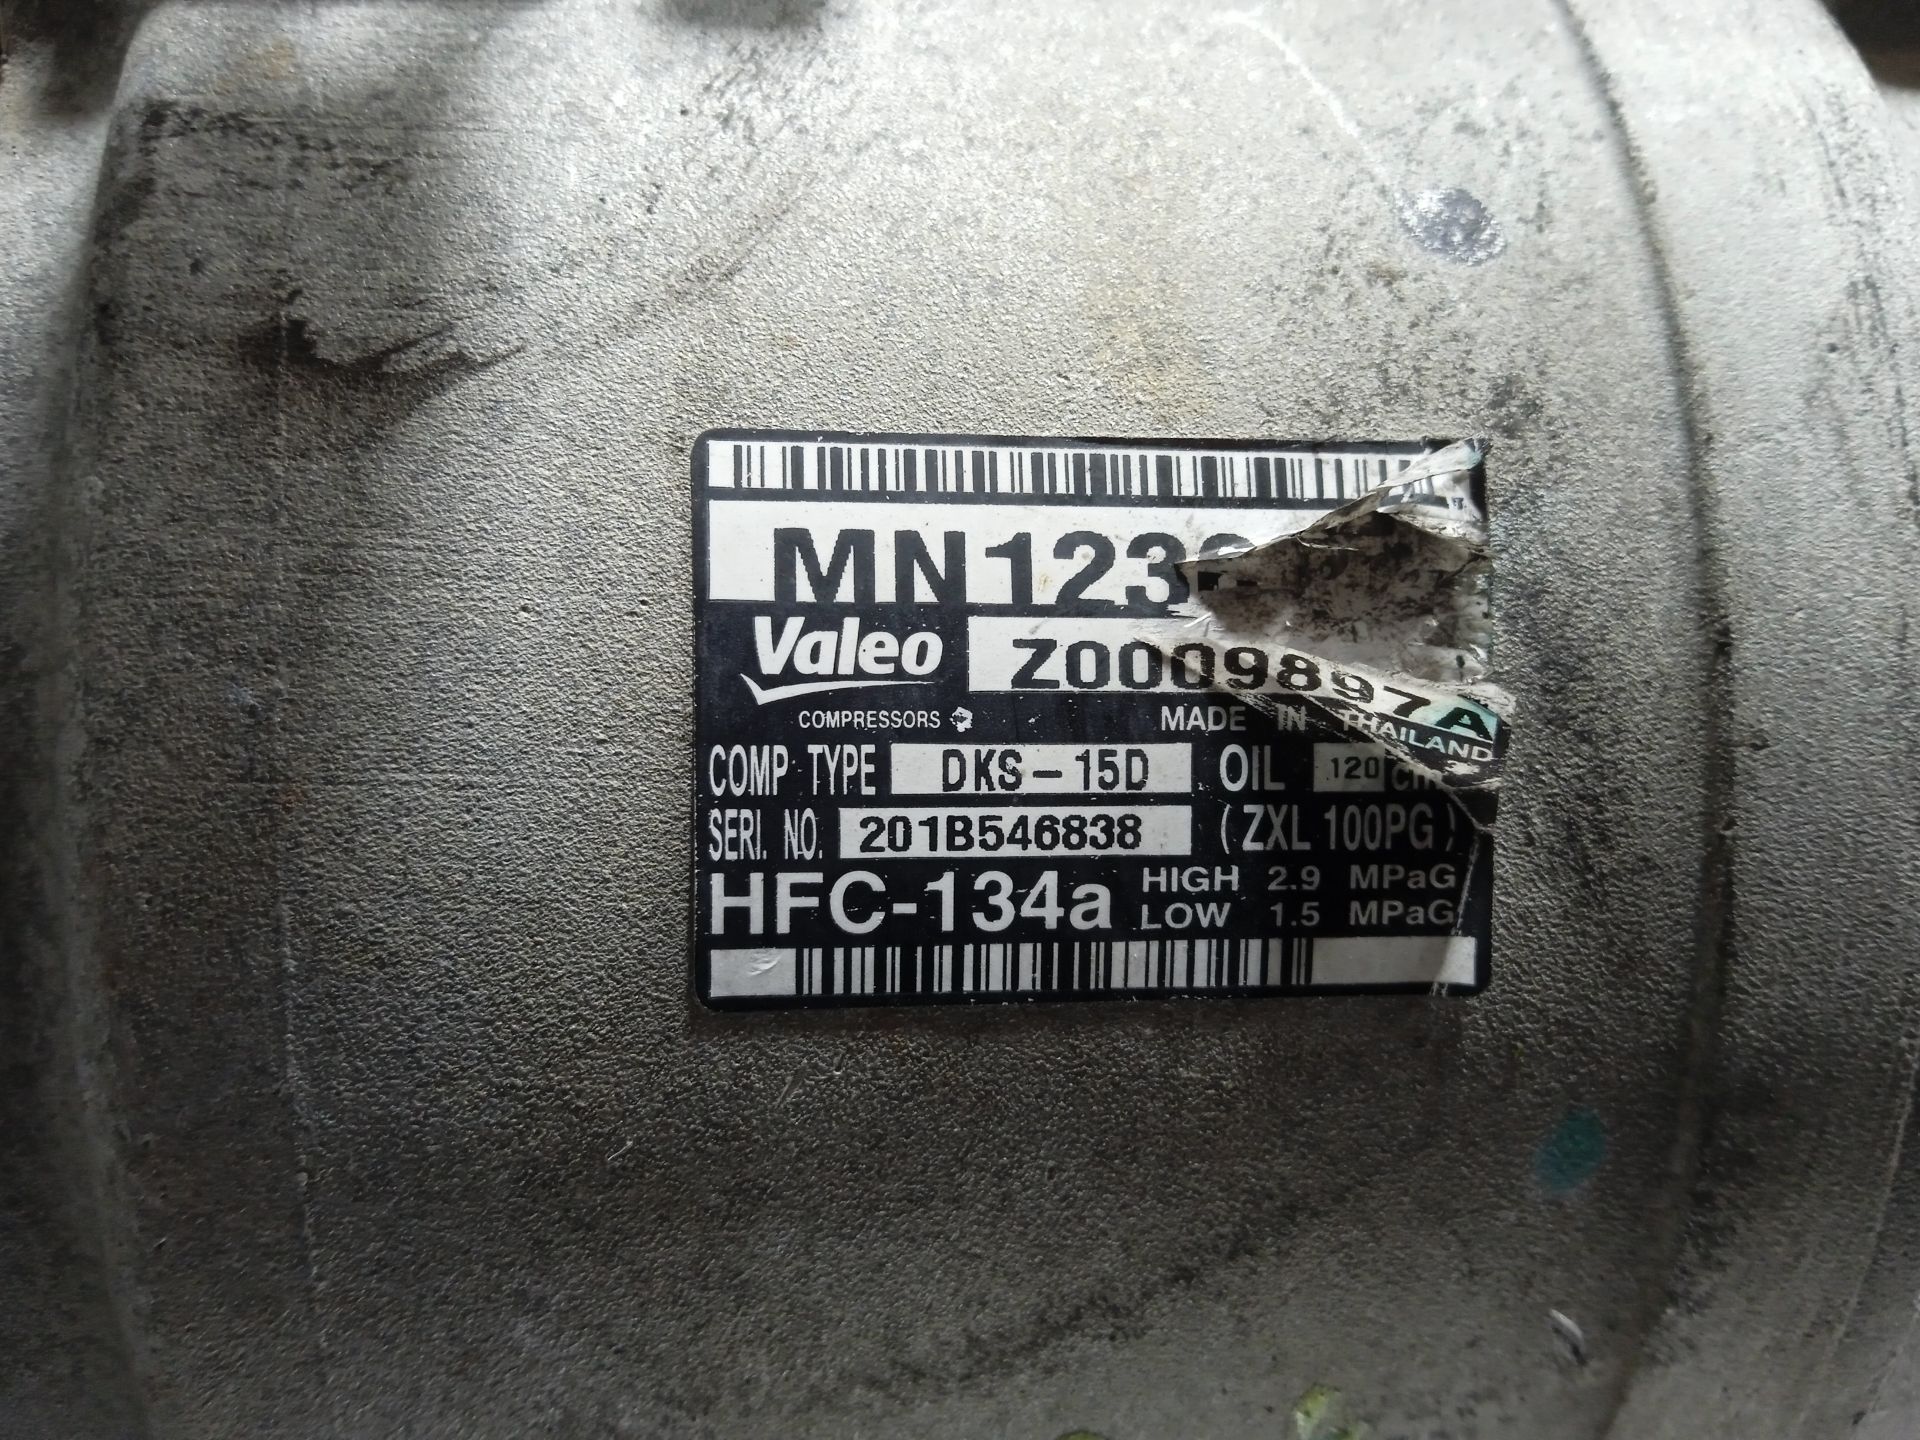 MN123
Valeo Z0009897A
COMPRESSORS MADE IN THAILAND
COMP TYPE DKS-15D OIL 120
SERI. NO. 201B546838 (ZXL 100PG)
HFC-134a HIGH 2.9 MPaG
LOW 1.5 MPaG